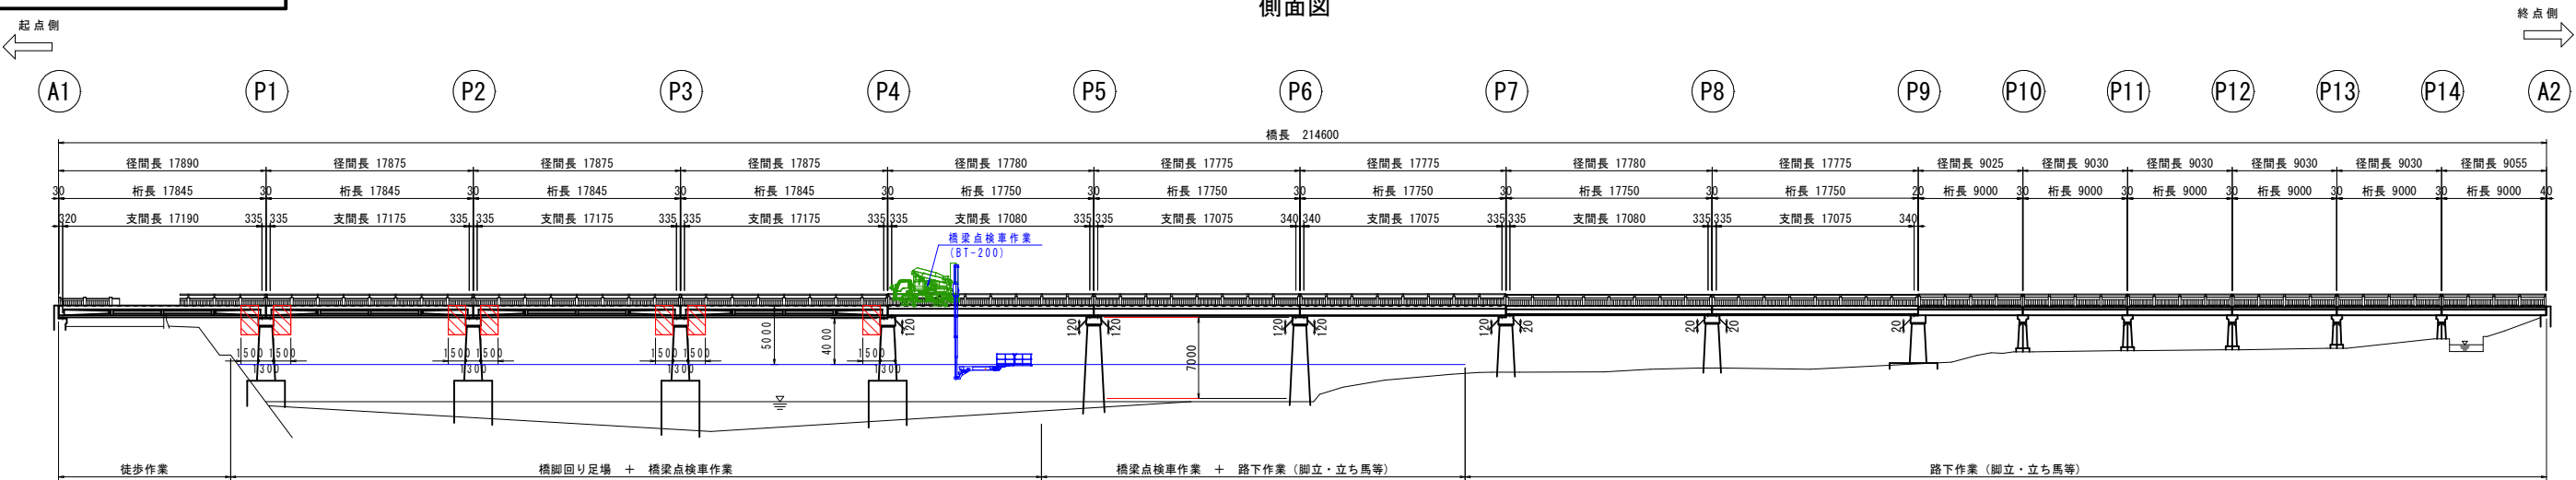 側面図
起点側
終点側
A1 P1 P2 P3 P4 P5 P6 P7 P8 P9 P10 P11 P12 P13 P14 A2
橋長 214600
径間長 17890 径間長 17875 径間長 17875 径間長 17875 径間長 17780 径間長 17775 径間長 17775 径間長 17780 径間長 17775 径間長 9025 径間長 9030 径間長 9030 径間長 9030 径間長 9030 径間長 9055
30 桁長 17845 30 桁長 17845 30 桁長 17845 30 桁長 17845 30 桁長 17750 30 桁長 17750 30 桁長 17750 30 桁長 17750 30 桁長 17750 20 桁長 9000 30 桁長 9000 30 桁長 9000 30 桁長 9000 30 桁長 9000 30 桁長 9000 40
320 支間長 17190 335 335 支間長 17175 335 335 支間長 17175 335 335 支間長 17175 335 335 支間長 17080 335 335 支間長 17075 340 340 支間長 17075 335 335 支間長 17080 335 335 支間長 17075 340
橋梁点検車作業
(BT-200)
5000 4000 120 120 120 120 120 120 20 20 20 20
1500 1500 1500 1500 1500 1500 1500
7000
1300 1300 1300 1300
徒歩作業 橋脚回り足場 + 橋梁点検車作業 橋梁点検車作業 + 路下作業（脚立・立ち馬等） 路下作業（脚立・立ち馬等）